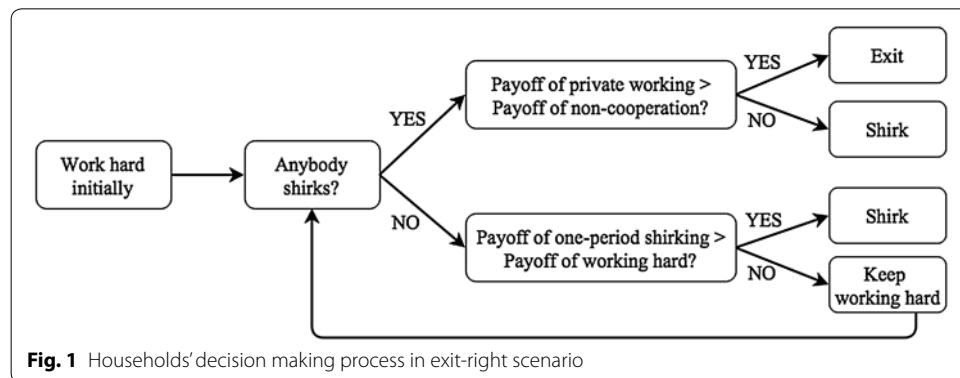 Work hard
initially
Anybody
shirks?
YES
NO
Payoff of private working >
Payoff of non-cooperation?
YES
NO
Exit
Shirk
Payoff of one-period shirking >
Payoff of working hard?
YES
NO
Shirk
Keep
working hard
Fig. 1 Households' decision making process in exit-right scenario